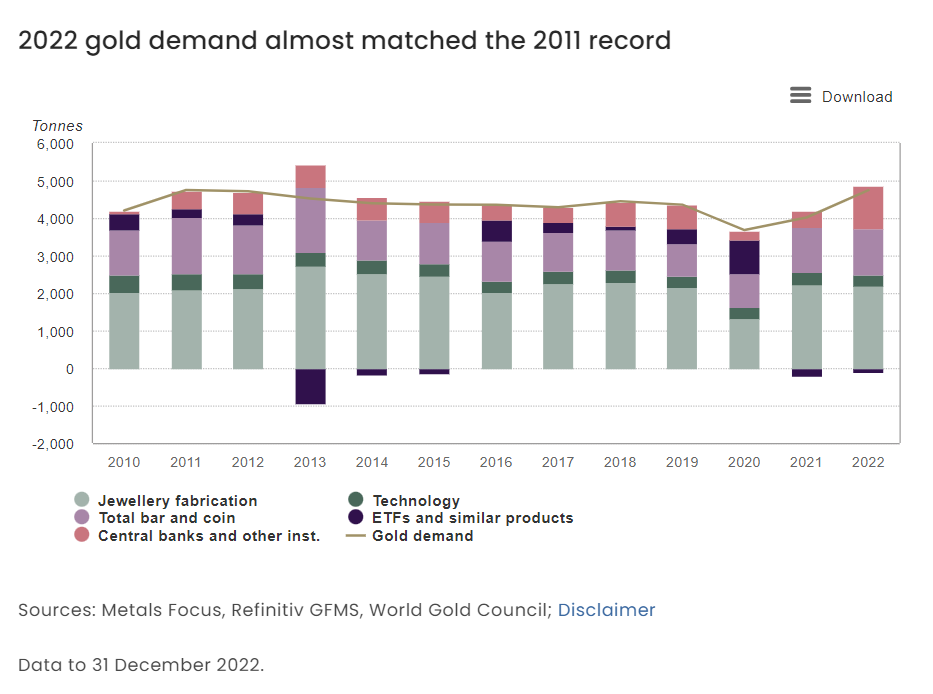 2022 gold demand almost matched the 2011 record
Download
Tonnes
6,000
5,000
4,000
3,000
2,000
1,000
0
-1,000
-2,000
2010 2011 2012 2013 2014 2015 2016 2017 2018 2019 2020 2021 2022
Jewellery fabrication Technology
Total bar and coin ETFs and similar products
Central banks and other inst. Gold demand
Sources: Metals Focus, Refinitiv GFMS, World Gold Council; Disclaimer
Data to 31 December 2022.